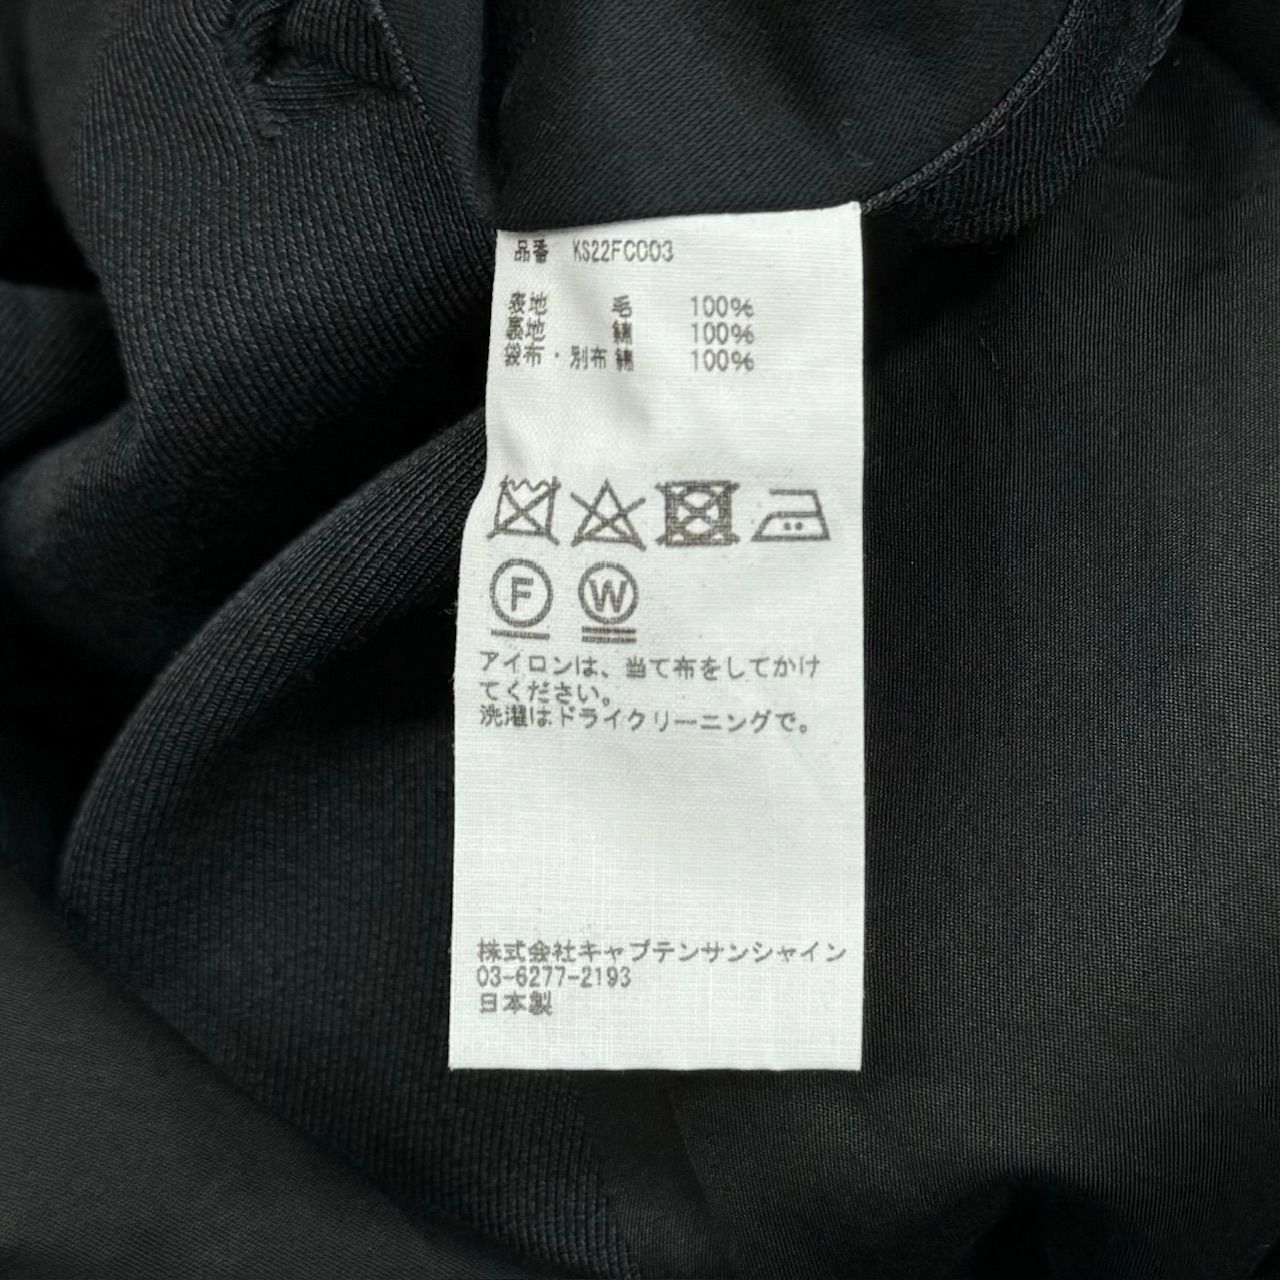 品番 KS22FC003
表地 毛 100%
裏地 綿 100%
袋布・別布 綿 100%
F W
アイロンは、当て布をしてかけ
てください。
洗濯はドライクリーニングで。
株式会社キャプテンサンシャイン
03-6277-2193
日本製